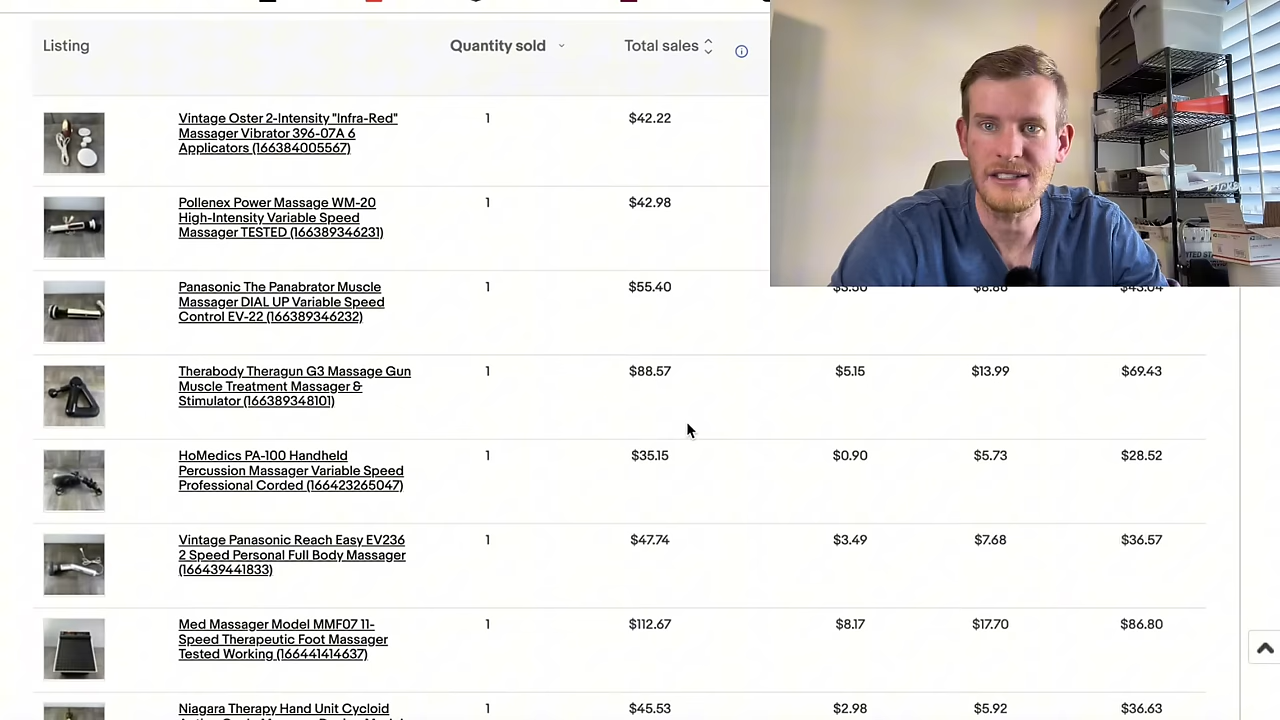 Listing Quantity sold Total sales
Vintage Oster 2-Intensity "Infra-Red"
Massager Vibrator 396-07A 6
Applicators (166384005567)
1 $42.22
Pollenex Power Massage WM-20
High-Intensity Variable Speed
Massager TESTED (166389346231)
1 $42.98
Panasonic The Panabrator Muscle
Massager DIAL UP Variable Speed
Control EV-22 (166389346232)
1 $55.40 $3.50 $8.86 $43.04
Therabody Theragun G3 Massage Gun
Muscle Treatment Massager &
Stimulator (166389348101)
1 $88.57 $5.15 $13.99 $69.43
HoMedics PA-100 Handheld
Percussion Massager Variable Speed
Professional Corded (166423265047)
1 $35.15 $0.90 $5.73 $28.52
Vintage Panasonic Reach Easy EV236
2 Speed Personal Full Body Massager
(166439441833)
1 $47.74 $3.49 $7.68 $36.57
Med Massager Model MMF07 11-
Speed Therapeutic Foot Massager
Tested Working (166441414637)
1 $112.67 $8.17 $17.70 $86.80
Niagara Therapy Hand Unit Cycloid
1 $45.53 $2.98 $5.92 $36.63